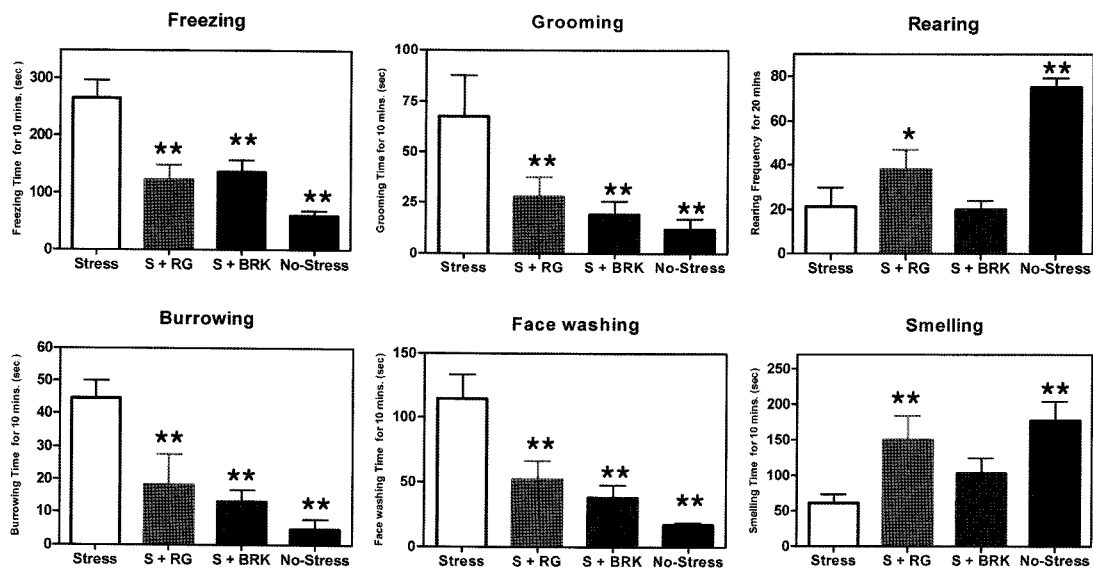 Freezing
Freezing Time for 10 mins. (sec)
300
200
100
0
**
**
**
Stress
S + RG
S + BRK
No-Stress
Grooming
Grooming Time for 10 mins. (sec)
100
75
50
25
0
**
**
**
Stress
S + RG
S + BRK
No-Stress
Rearing
Rearing Frequency for 20 mins
80
60
40
20
0
*
**
Stress
S + RG
S + BRK
No-Stress
Burrowing
Burrowing Time for 10 mins. (sec)
60
50
40
30
20
10
0
**
**
**
Stress
S + RG
S + BRK
No-Stress
Face washing
Face washing Time for 10 mins. (sec)
150
100
50
0
**
**
**
Stress
S + RG
S + BRK
No-Stress
Smelling
Smelling Time for 10 mins. (sec)
200
150
100
50
0
**
**
Stress
S + RG
S + BRK
No-Stress